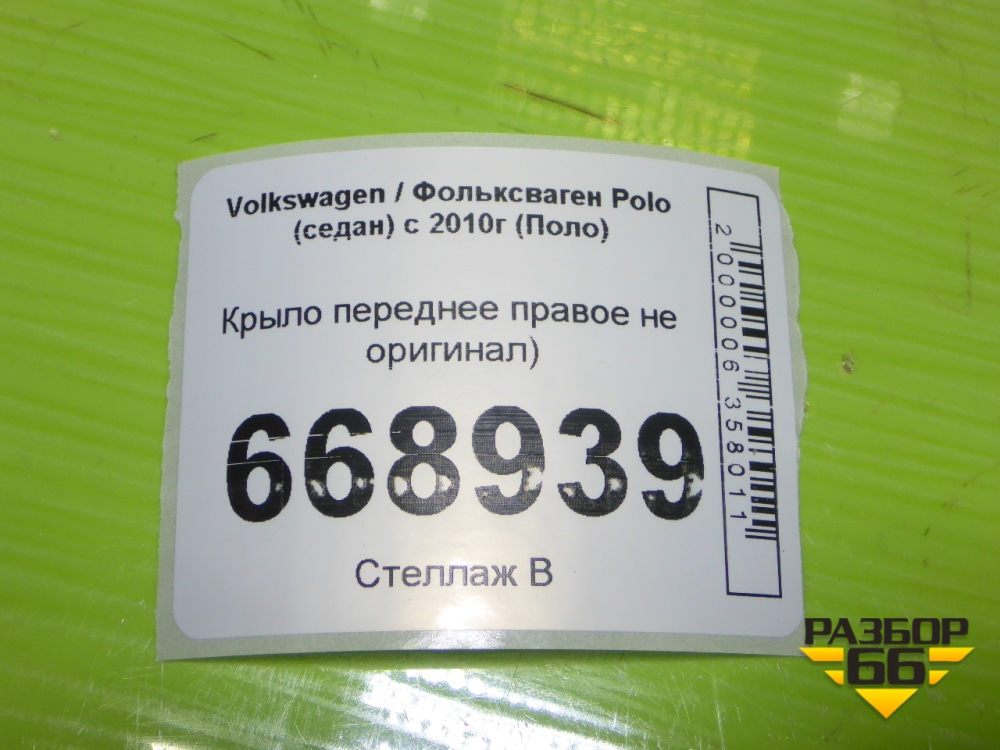 Volkswagen / Фольксваген Polo
(седан) с 2010г (Поло)
Крыло переднее правое не
оригинал)
668939
Стеллаж В
2000006358011
РАЗБОР
66